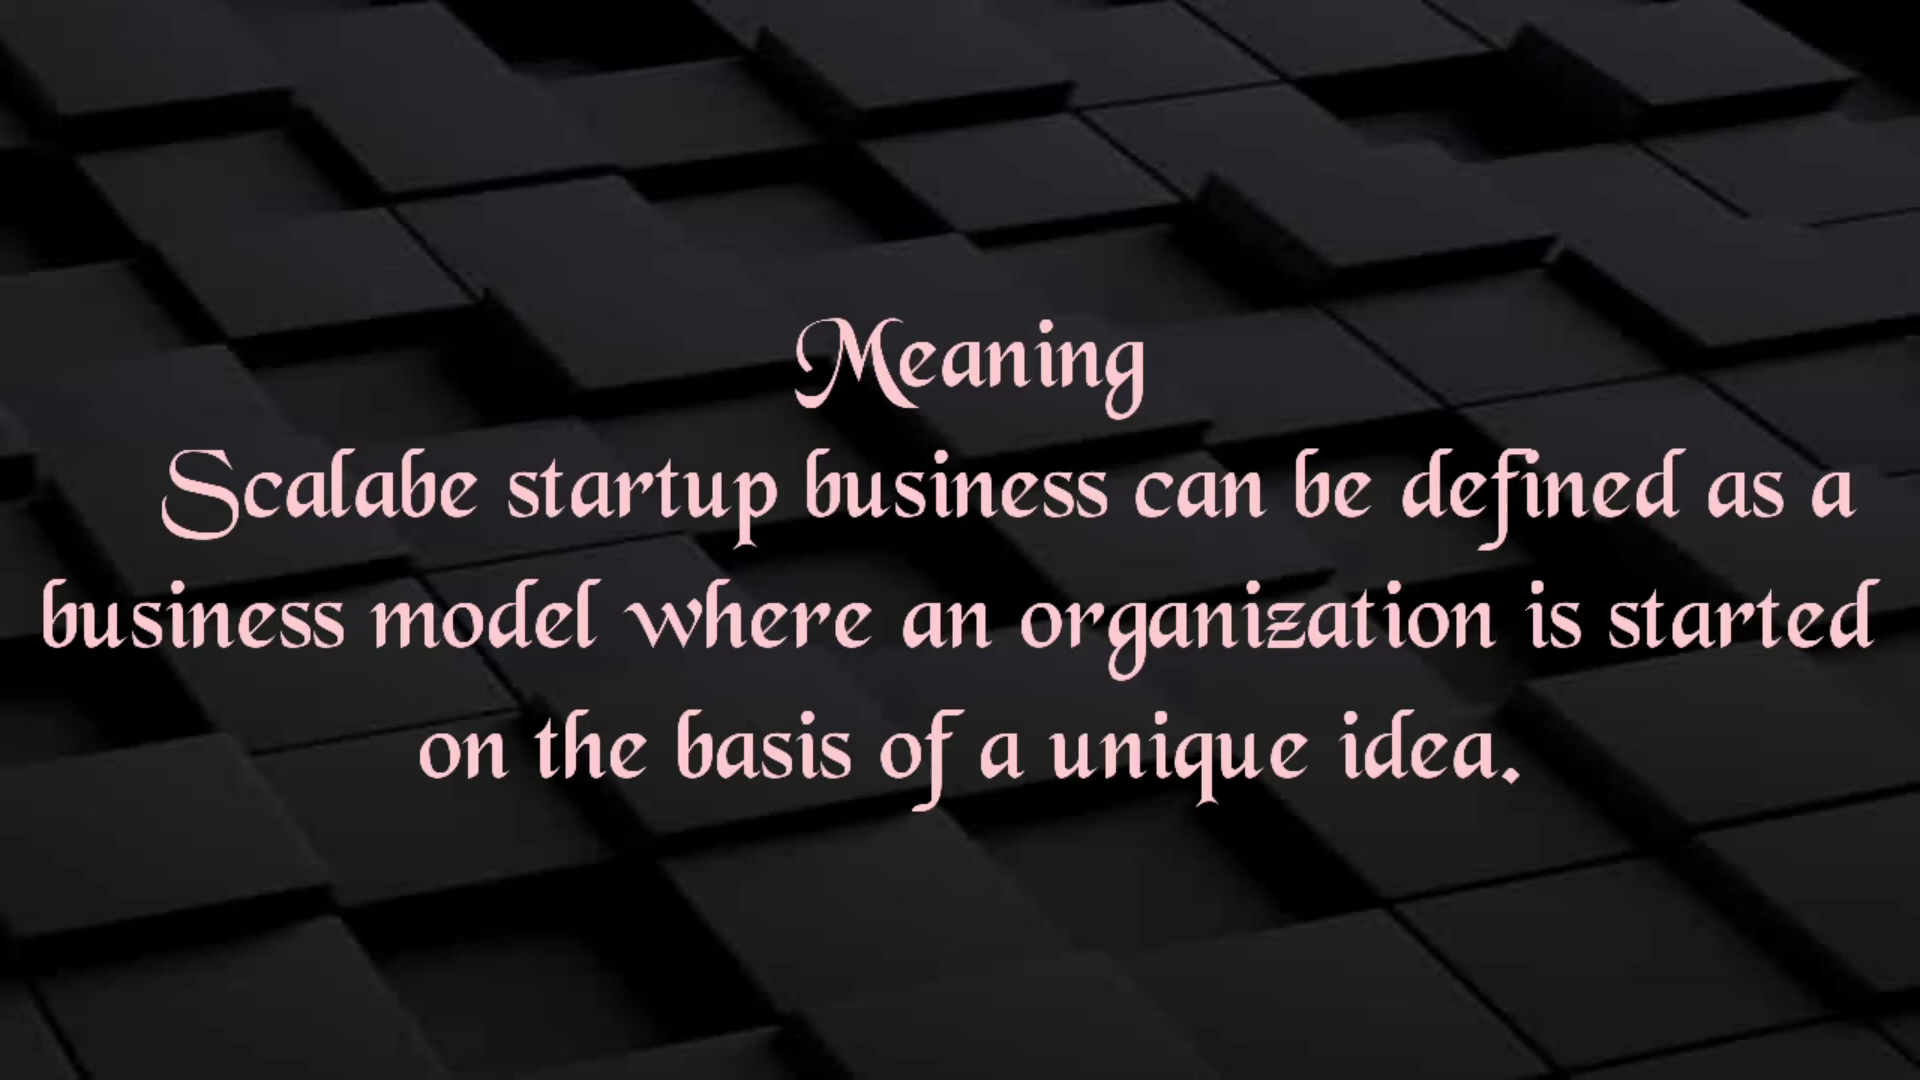 Meaning
Scalabe startup business can be defined as a
business model where an organization is started
on the basis of a unique idea.